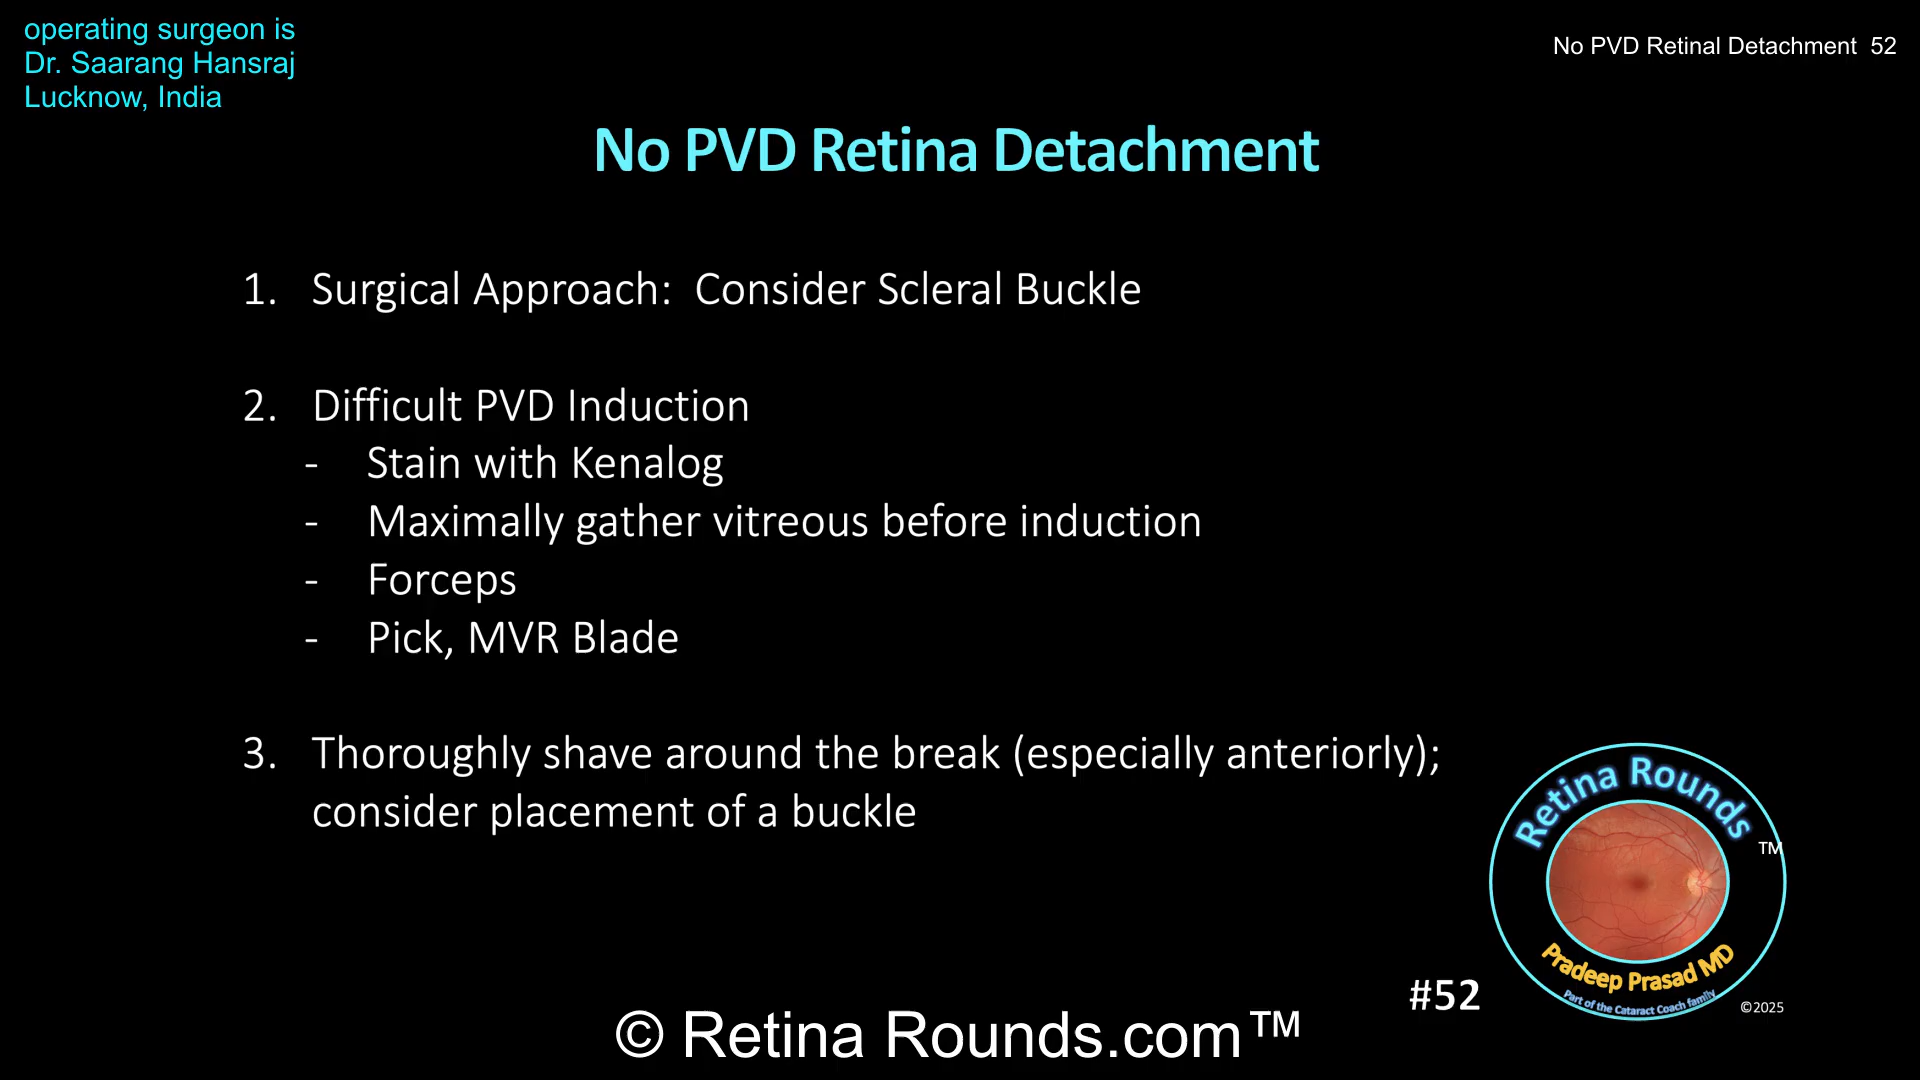 operating surgeon is
Dr. Saarang Hansraj
Lucknow, India
No PVD Retinal Detachment 52
No PVD Retina Detachment
1. Surgical Approach: Consider Scleral Buckle
2. Difficult PVD Induction
- Stain with Kenalog
- Maximally gather vitreous before induction
- Forceps
- Pick, MVR Blade
3. Thoroughly shave around the break (especially anteriorly);
consider placement of a buckle
Retina Rounds
TM
Pradeep Prasad MD
Part of the Cataract Coach family
#52
©2025
© Retina Rounds.com™